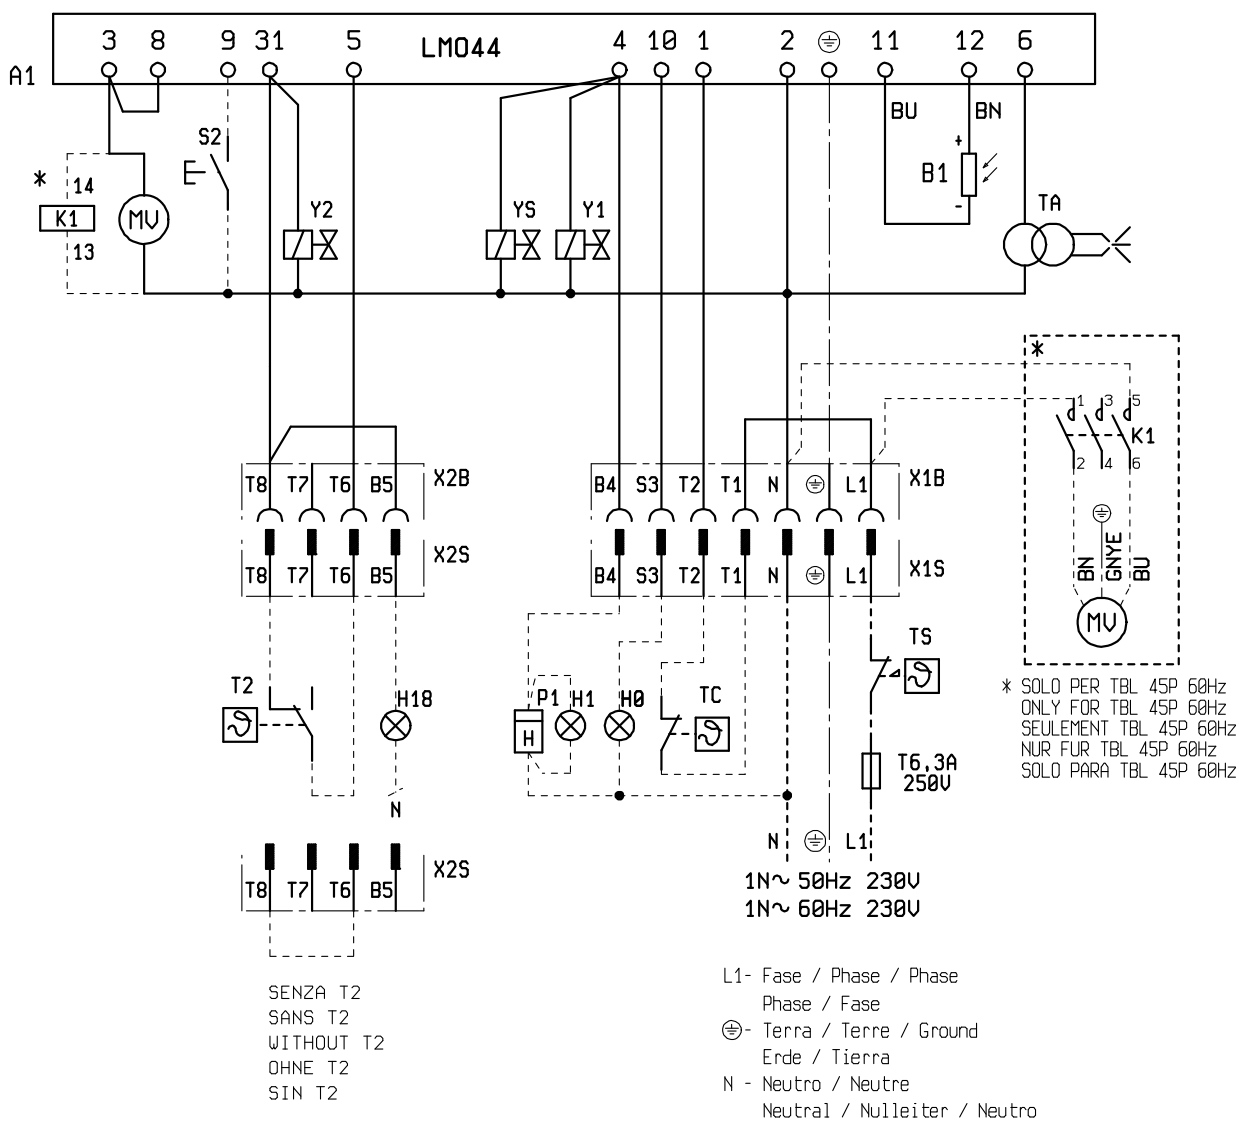 3 8 9 31 5 LMO44 4 10 1 2 11 12 6
A1
BU BN
S2
+
* 14
B1
K1 MV
-
13
Y2 YS Y1 TA
*
1 3 5
K1
2 4 6
T8 T7 T6 B5 X2B
B4 S3 T2 T1 N L1 X1B
X2S
T8 T7 T6 B5
B4 S3 T2 T1 N L1 X1S
BN GNYE BU
MV
TS
T2
H18
P1 H1 H0 TC
H
N
T6,3A
250V
* SOLO PER TBL 45P 60Hz
ONLY FOR TBL 45P 60Hz
SEULEMENT TBL 45P 60Hz
NUR FUR TBL 45P 60Hz
SOLO PARA TBL 45P 60Hz
N L1
X2S
T8 T7 T6 B5
1N~ 50Hz 230V
1N~ 60Hz 230V
SENZA T2
SANS T2
WITHOUT T2
OHNE T2
SIN T2
L1- Fase / Phase / Phase
Phase / Fase
- Terra / Terre / Ground
Erde / Tierra
N - Neutro / Neutre
Neutral / Nulleiter / Neutro